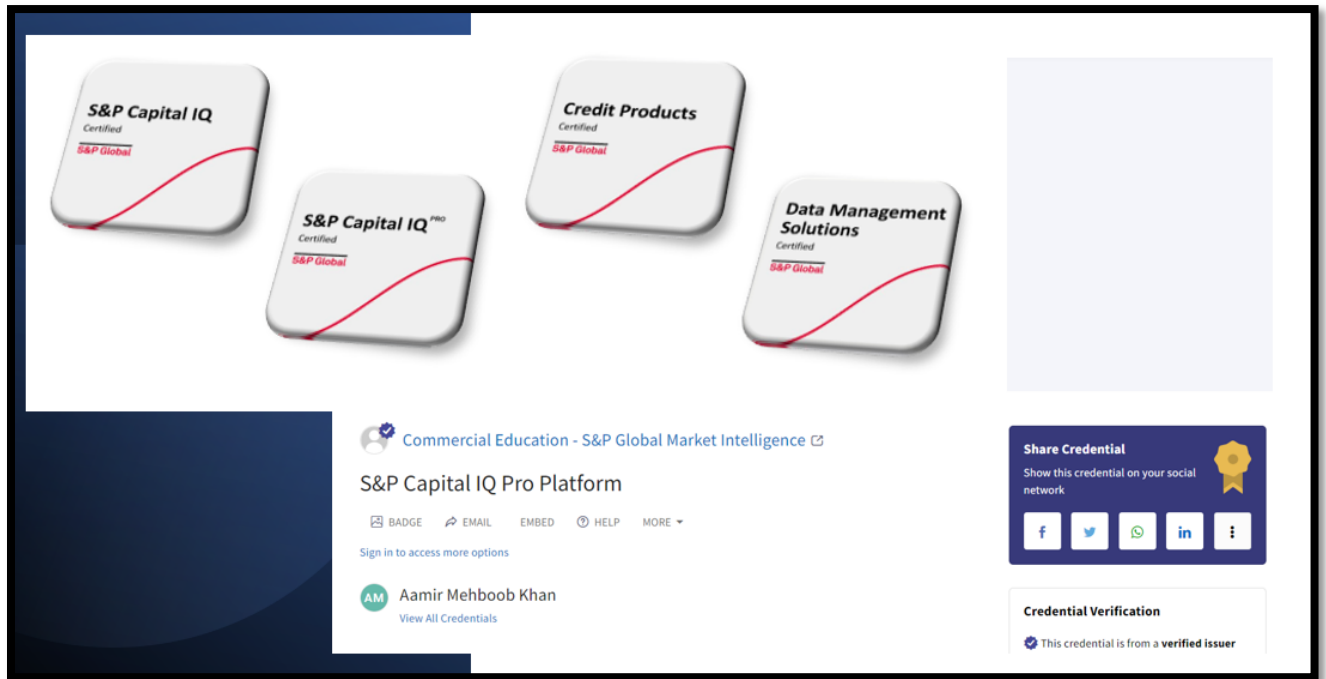 S&P Capital IQ
Certified
S&P Global
S&P Capital IQ PRO
Certified
S&P Global
Credit Products
Certified
S&P Global
Data Management
Solutions
Certified
S&P Global
Commercial Education - S&P Global Market Intelligence
S&P Capital IQ Pro Platform
BADGE EMAIL EMBED HELP MORE
Sign in to access more options
AM Aamir Mehboob Khan
View All Credentials
Share Credential
Show this credential on your social
network
f in
Credential Verification
This credential is from a verified issuer